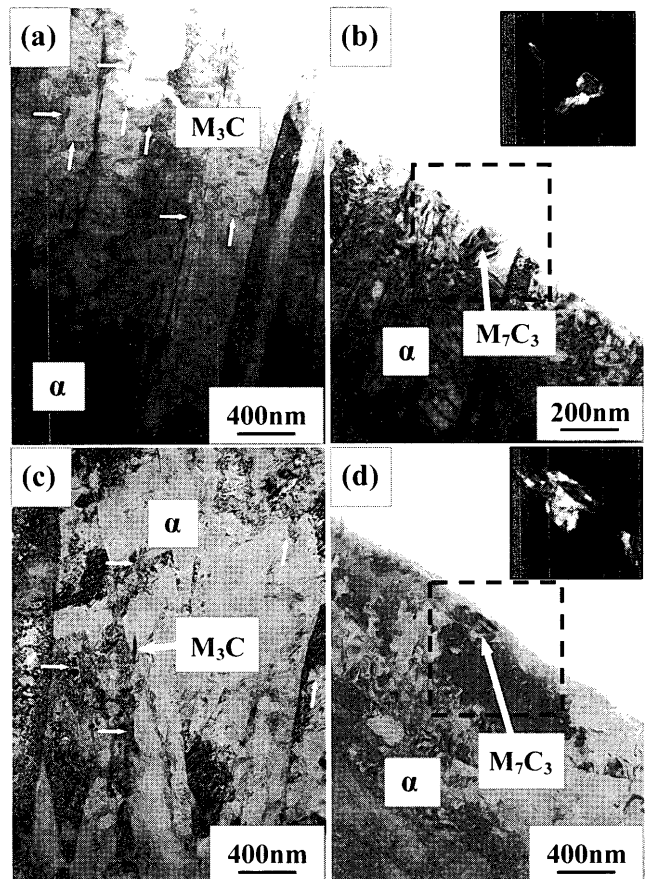 (a)
M₃C
α
400nm
(b)
M₇C₃
α
200nm
(c)
α
M₃C
400nm
(d)
M₇C₃
α
400nm